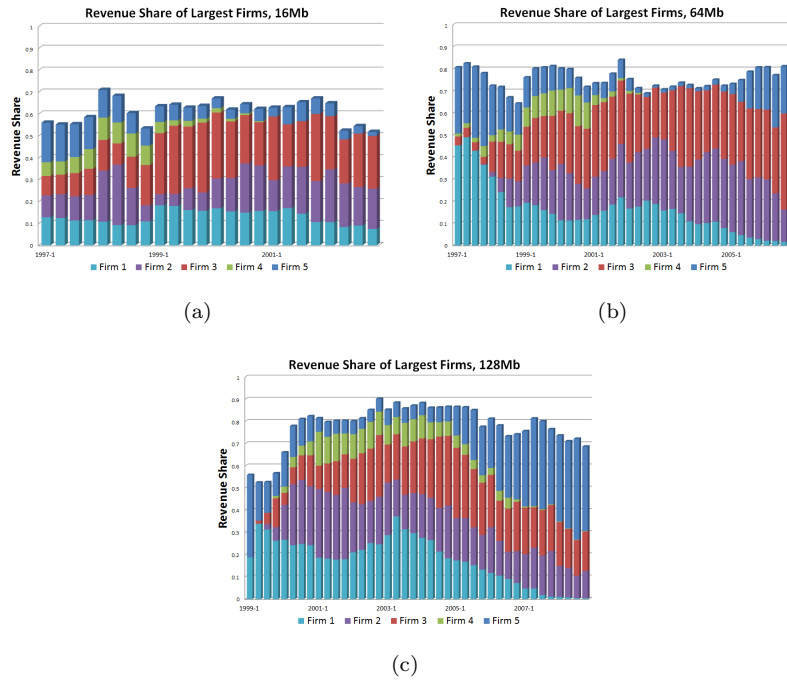 Revenue Share of Largest Firms, 16Mb
Revenue Share
1
0.9
0.8
0.7
0.6
0.5
0.4
0.3
0.2
0.1
0
1997-1 1999-1 2001-1
Firm 1 Firm 2 Firm 3 Firm 4 Firm 5
(a)
Revenue Share of Largest Firms, 64Mb
Revenue Share
1
0.9
0.8
0.7
0.6
0.5
0.4
0.3
0.2
0.1
0
1997-1 1999-1 2001-1 2003-1 2005-1
Firm 1 Firm 2 Firm 3 Firm 4 Firm 5
(b)
Revenue Share of Largest Firms, 128Mb
Revenue Share
1
0.9
0.8
0.7
0.6
0.5
0.4
0.3
0.2
0.1
0
1999-1 2001-1 2003-1 2005-1 2007-1
Firm 1 Firm 2 Firm 3 Firm 4 Firm 5
(c)